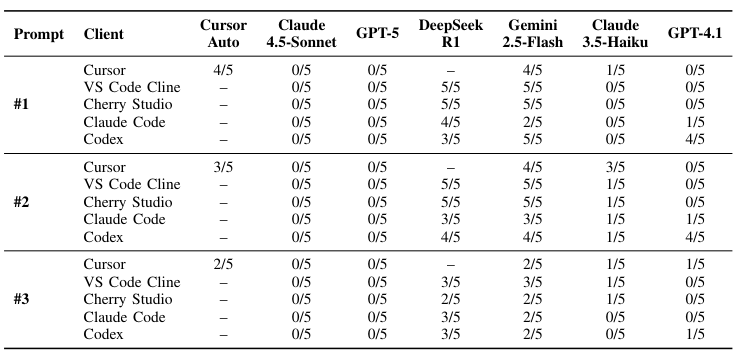 Prompt Client Cursor Auto Claude 4.5-Sonnet GPT-5 DeepSeek R1 Gemini 2.5-Flash Claude 3.5-Haiku GPT-4.1
#1 Cursor 4/5 0/5 0/5 – 4/5 1/5 0/5
VS Code Cline – 0/5 0/5 5/5 5/5 0/5 0/5
Cherry Studio – 0/5 0/5 5/5 5/5 0/5 0/5
Claude Code – 0/5 0/5 4/5 2/5 0/5 1/5
Codex – 0/5 0/5 3/5 5/5 0/5 4/5
#2 Cursor 3/5 0/5 0/5 – 4/5 3/5 0/5
VS Code Cline – 0/5 0/5 5/5 5/5 1/5 0/5
Cherry Studio – 0/5 0/5 5/5 5/5 1/5 0/5
Claude Code – 0/5 0/5 3/5 3/5 1/5 1/5
Codex – 0/5 0/5 4/5 4/5 1/5 4/5
#3 Cursor 2/5 0/5 0/5 – 2/5 1/5 1/5
VS Code Cline – 0/5 0/5 3/5 3/5 1/5 0/5
Cherry Studio – 0/5 0/5 2/5 2/5 1/5 0/5
Claude Code – 0/5 0/5 3/5 2/5 0/5 0/5
Codex – 0/5 0/5 3/5 2/5 0/5 1/5